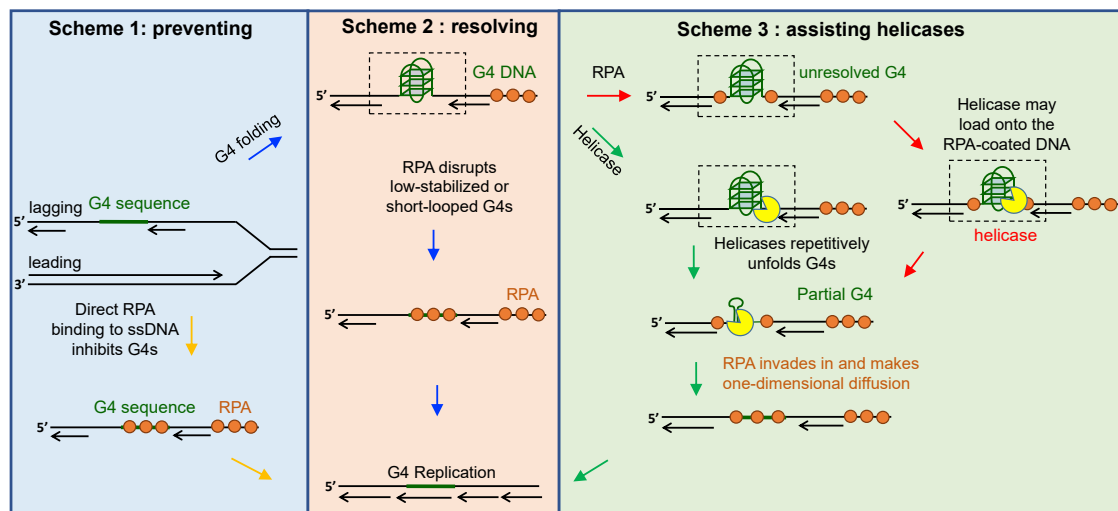 Scheme 1: preventing
G4 folding
lagging
G4 sequence
5’
leading
3’
Direct RPA
binding to ssDNA
inhibits G4s
G4 sequence
RPA
5’
Scheme 2 : resolving
G4 DNA
5’
RPA disrupts
low-stabilized or
short-looped G4s
RPA
5’
G4 Replication
5’
Scheme 3 : assisting helicases
RPA
unresolved G4
5’
Helicase
Helicase may
load onto the
RPA-coated DNA
5’
5’
helicase
Helicases repetitively
unfolds G4s
Partial G4
5’
RPA invades in and makes
one-dimensional diffusion
5’